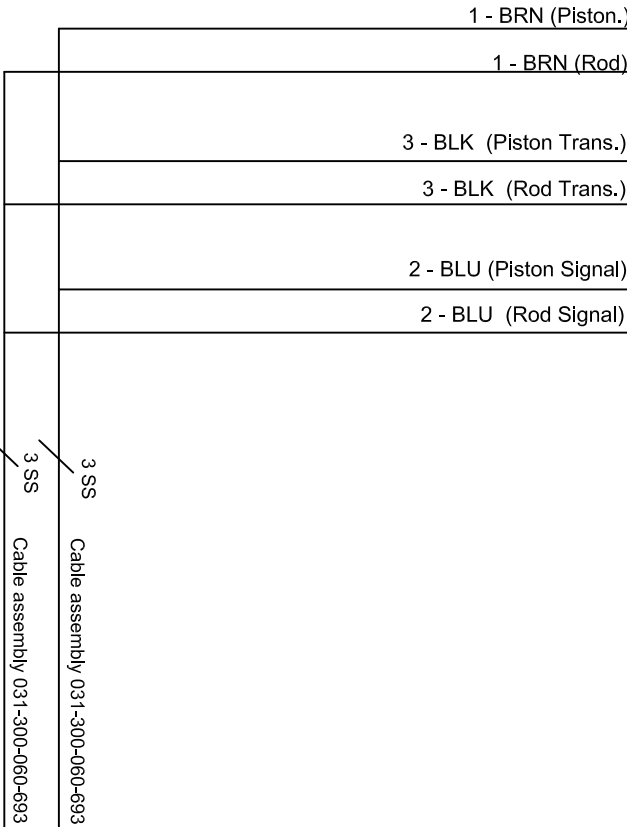 1 - BRN (Piston.)
1 - BRN (Rod)
3 - BLK (Piston Trans.)
3 - BLK (Rod Trans.)
2 - BLU (Piston Signal)
2 - BLU (Rod Signal)
3 SS
Cable assembly 031-300-060-693
3 SS
Cable assembly 031-300-060-693